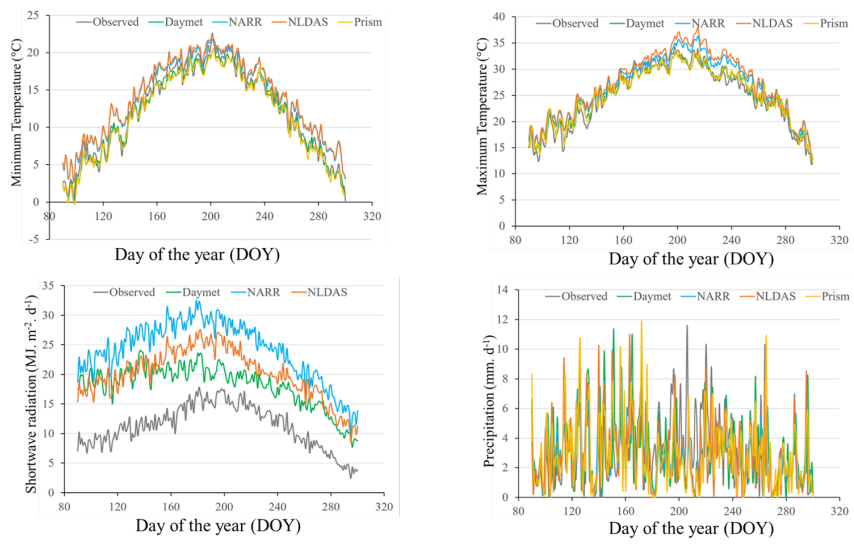 Observed Daymet NARR NLDAS Prism
25
20
15
10
5
0
-5
80 120 160 200 240 280 320
Minimum Temperature (°C)
Day of the year (DOY)
Observed Daymet NARR NLDAS Prism
40
35
30
25
20
15
10
5
0
80 120 160 200 240 280 320
Maximum Temperature (°C)
Day of the year (DOY)
Observed Daymet NARR NLDAS
35
30
25
20
15
10
5
0
80 120 160 200 240 280 320
Shortwave radiation (MJ. m-2. d-1)
Day of the year (DOY)
Observed Daymet NARR NLDAS Prism
14
12
10
8
6
4
2
0
80 120 160 200 240 280 320
Precipitation (mm. d-1)
Day of the year (DOY)